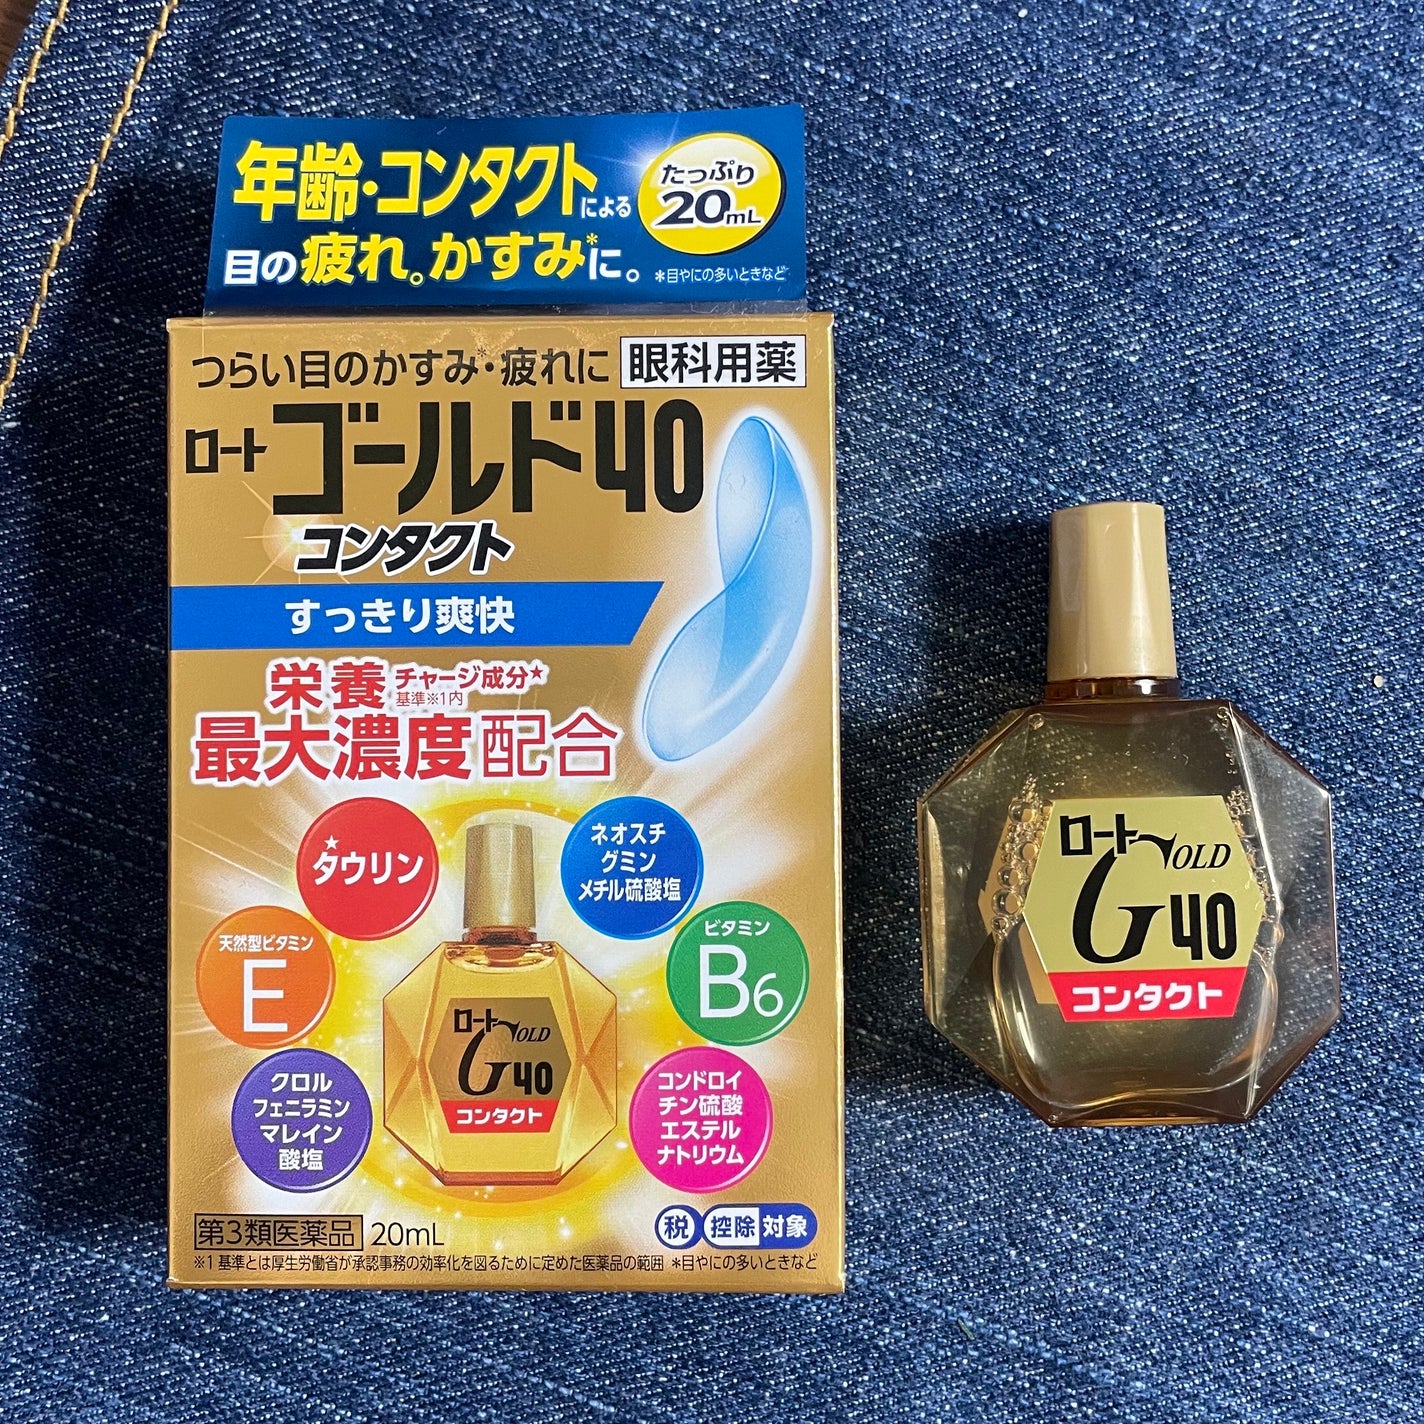 年齢・コンタクトによる
目の疲れ。かすみ*に。
たっぷり
20mL
*目やにの多いときなど
つらい目のかすみ*・疲れに
眼科用薬
ロート ゴールド40
コンタクト
すっきり爽快
栄養チャージ成分★
基準※1内
最大濃度配合
★
タウリン
ネオスチ
グミン
メチル硫酸塩
天然型ビタミン
E
ビタミン
B6
クロル
フェニラミン
マレイン
酸塩
コンドロイ
チン硫酸
エステル
ナトリウム
ロート
GOLD
40
コンタクト
第3類医薬品 20mL
税 控除 対象
※1 基準とは厚生労働省が承認事務の効率化を図るために定めた医薬品の範囲 *目やにの多いときなど
ロート
GOLD
40
コンタクト